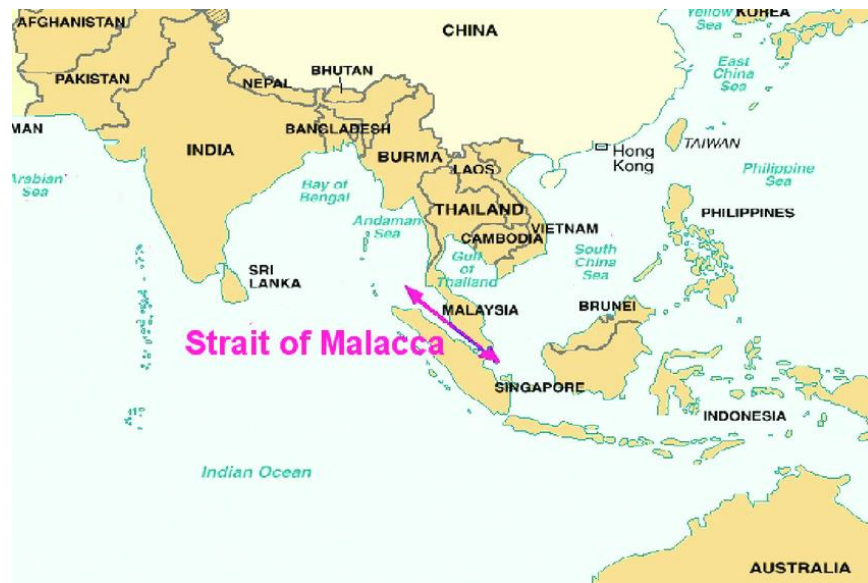 Yellow
Sea
KOREA
AFGHANISTAN
CHINA
East
China
Sea
PAKISTAN
NEPAL
BHUTAN
MAN
BANGLADESH
INDIA
BURMA
Hong
Kong
TAIWAN
LAOS
Arabian
Sea
Bay of
Bengal
Philippine
Sea
THAILAND
PHILIPPINES
Andaman
Sea
VIETNAM
CAMBODIA
Gulf
of
Thailand
South
China
Sea
SRI
LANKA
MALAYSIA
BRUNEI
Strait of Malacca
SINGAPORE
INDONESIA
Indian Ocean
AUSTRALIA